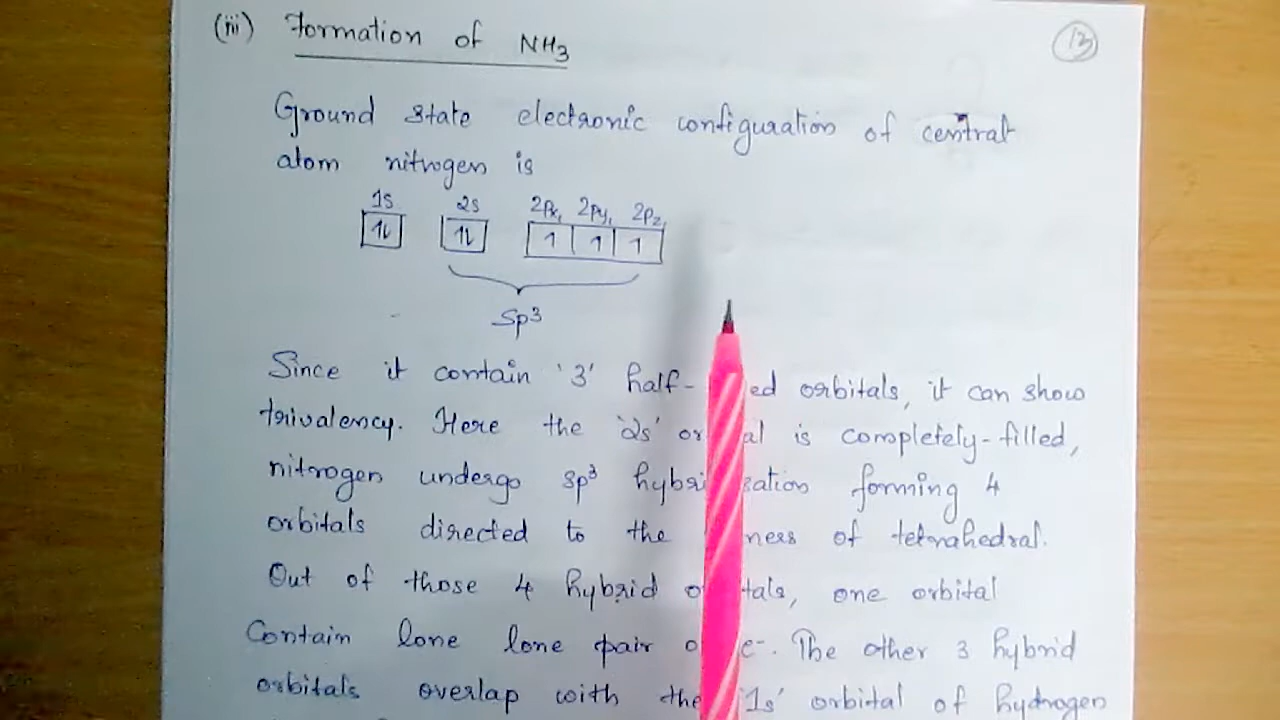 (iii) Formation of NH3
13
Ground state electronic configuration of central
atom nitrogen is
1s 2s 2px, 2py, 2pz,
1L 1L 1 1 1
sp3
Since it contain '3' half- ed orbitals, it can show
trivalency. Here the '2s' or al is completely-filled,
nitrogen undergo sp3 hybri zation forming 4
orbitals directed to the ners of tetrahedral.
Out of those 4 hybrid o tals, one orbital
Contain lone lone pair o e-. The other 3 hybrid
orbitals overlap with the '1s' orbital of hydrogen